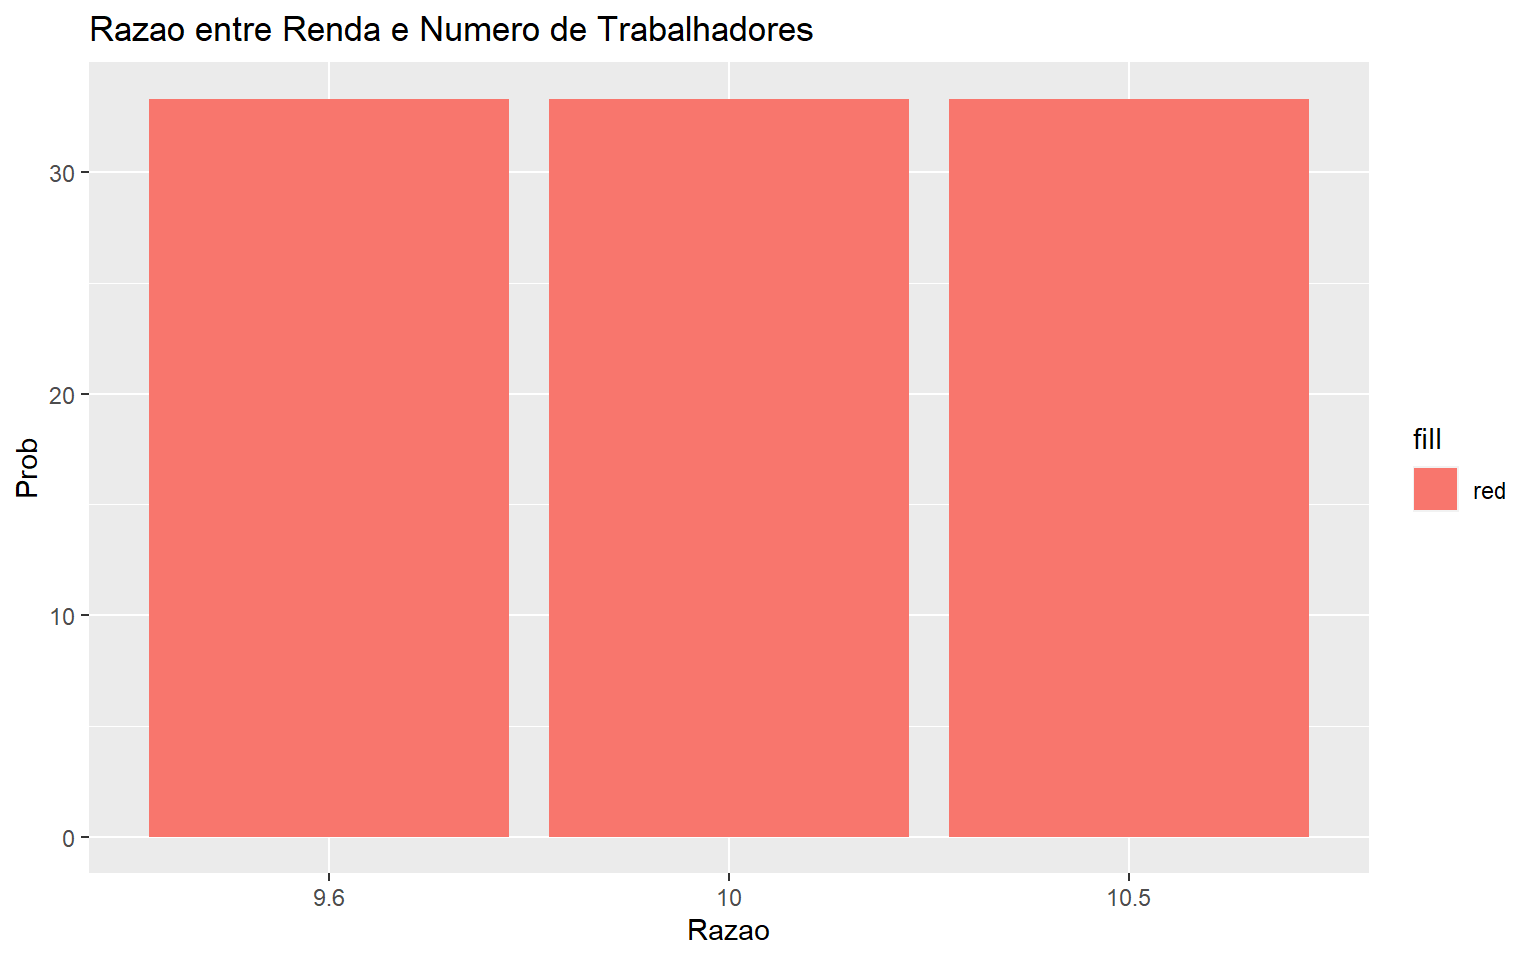 Razao entre Renda e Numero de Trabalhadores
30
20
10
0
Prob
9.6 10 10.5
Razao
fill
red